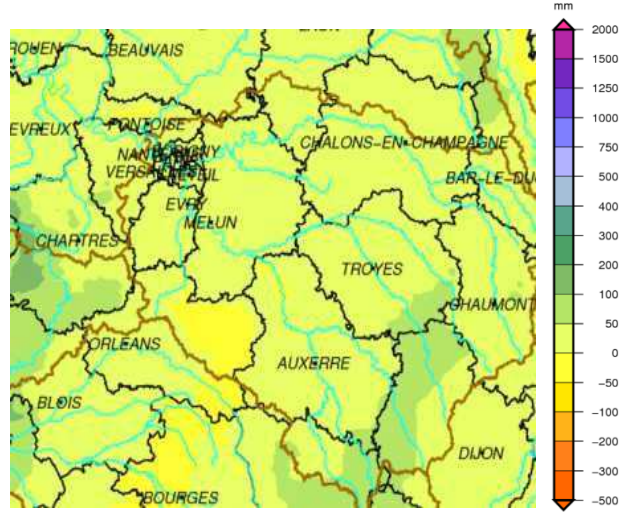 mm
ROUEN
BEAUVAIS
EVREUX
PONTOISE
CHALONS-EN-CHAMPAGNE
BAR-LE-DU
EVRY
MELUN
CHARTRES
TROYES
CHAUMONT
ORLEANS
AUXERRE
BLOIS
DIJON
BOURGES
2000
1500
1250
1000
750
500
400
300
200
100
50
0
-50
-100
-200
-300
-500